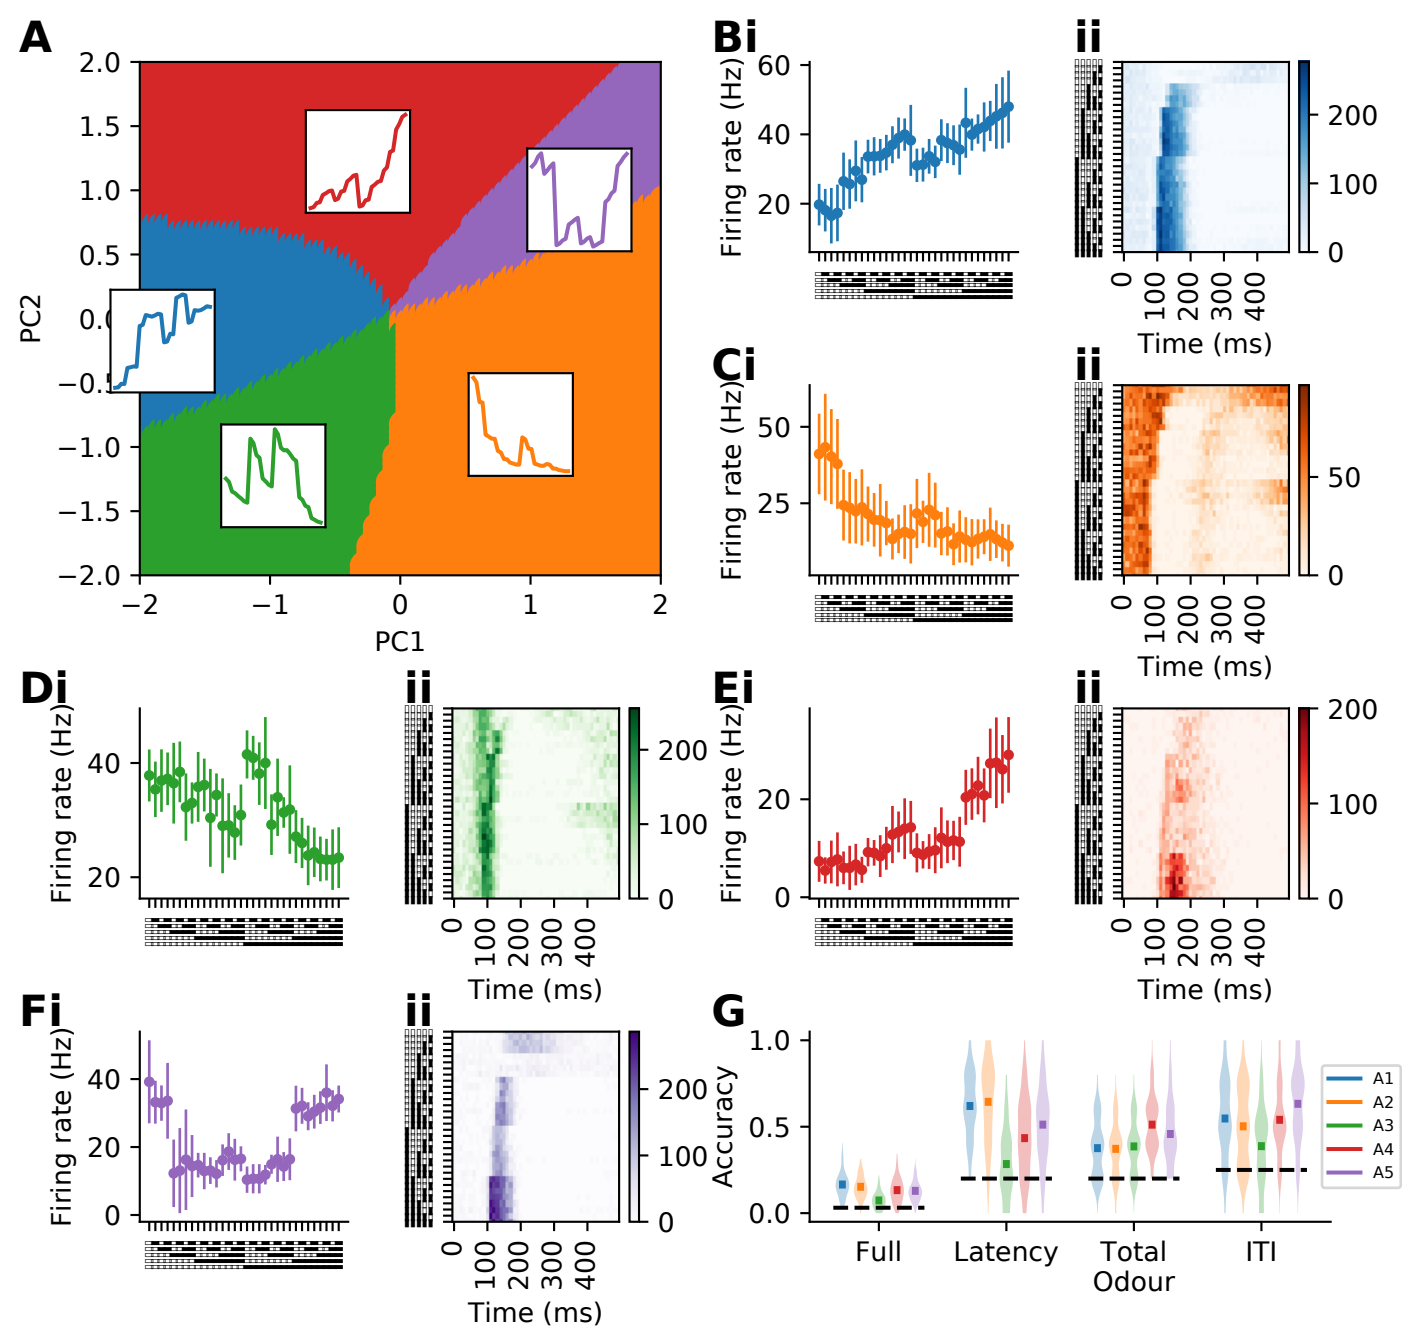 A
2.0
1.5
1.0
0.5
0.0
−0.5
−1.0
−1.5
−2.0
PC2
−2
−1
0
1
2
PC1
Bi
60
40
20
Firing rate (Hz)
ii
200
100
0
0
100
200
300
400
Time (ms)
Ci
50
25
Firing rate (Hz)
ii
50
0
0
100
200
300
400
Time (ms)
Di
40
20
Firing rate (Hz)
ii
200
100
0
0
100
200
300
400
Time (ms)
Ei
20
0
Firing rate (Hz)
ii
200
100
0
0
100
200
300
400
Time (ms)
Fi
40
20
0
Firing rate (Hz)
ii
200
100
0
0
100
200
300
400
Time (ms)
G
1.0
0.5
0.0
Accuracy
Full
Latency
Total
Odour
ITI
A1
A2
A3
A4
A5